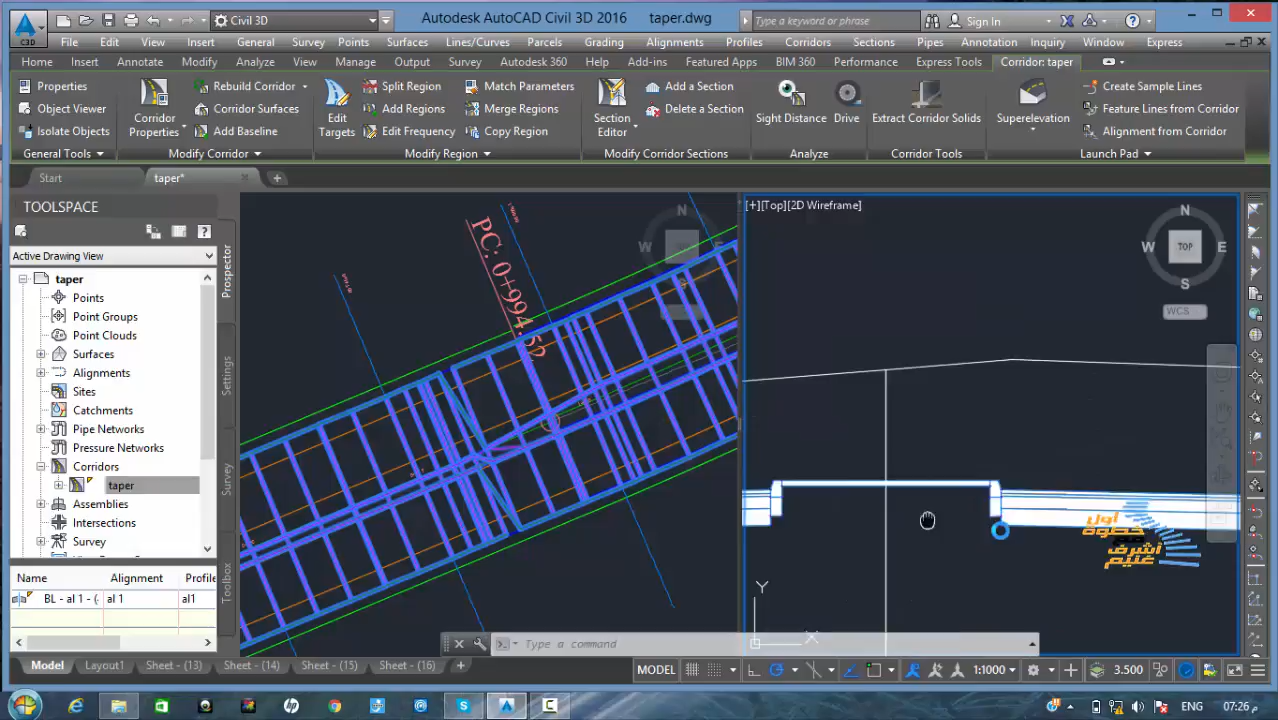 Civil 3D
Autodesk AutoCAD Civil 3D 2016 taper.dwg
Type a keyword or phrase
Sign In
C3D
File Edit View Insert General Survey Points Surfaces Lines/Curves Parcels Grading Alignments Profiles Corridors Sections Pipes Annotation Inquiry Window Express
Home Insert Annotate Modify Analyze View Manage Output Survey Autodesk 360 Help Add-ins Featured Apps BIM 360 Performance Express Tools Corridor: taper
Properties
Object Viewer
Isolate Objects
General Tools
Corridor Properties
Rebuild Corridor
Corridor Surfaces
Add Baseline
Modify Corridor
Edit Targets
Split Region
Add Regions
Edit Frequency
Match Parameters
Merge Regions
Copy Region
Modify Region
Section Editor
Add a Section
Delete a Section
Modify Corridor Sections
Sight Distance
Drive
Analyze
Extract Corridor Solids
Corridor Tools
Superelevation
Create Sample Lines
Feature Lines from Corridor
Alignment from Corridor
Launch Pad
Start
taper*
TOOLSPACE
Active Drawing View
taper
Points
Point Groups
Point Clouds
Surfaces
Alignments
Sites
Catchments
Pipe Networks
Pressure Networks
Corridors
taper
Assemblies
Intersections
Survey
Prospector
Settings
Survey
Toolbox
Name Alignment Profile
BL - al 1 - ( al 1 al1
PC: 0+994.52
N
W
E
[+][Top][2D Wireframe]
N
W TOP E
S
WCS
Y
X
أول
خطوة
هم
أشرف
غنيم
Type a command
Model Layout1 Sheet - (13) Sheet - (14) Sheet - (15) Sheet - (16)
MODEL
1:1000
3.500
ENG
07:26 م